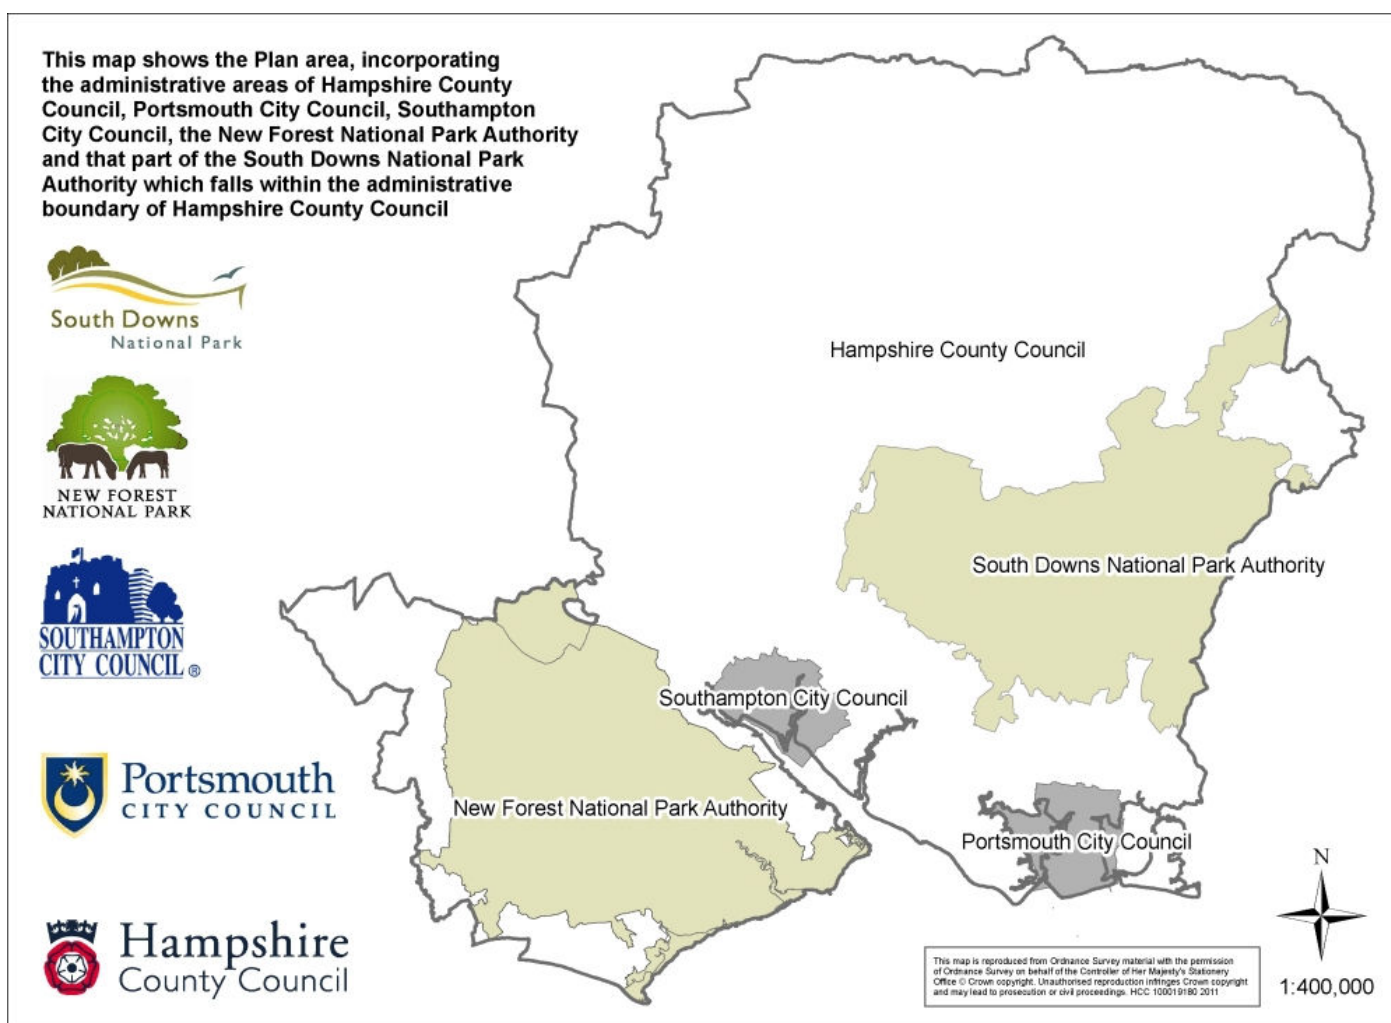 This map shows the Plan area, incorporating
the administrative areas of Hampshire County
Council, Portsmouth City Council, Southampton
City Council, the New Forest National Park Authority
and that part of the South Downs National Park
Authority which falls within the administrative
boundary of Hampshire County Council
South Downs
National Park
NEW FOREST
NATIONAL PARK
SOUTHAMPTON
CITY COUNCIL ®
Portsmouth
CITY COUNCIL
Hampshire
County Council
Hampshire County Council
South Downs National Park Authority
Southampton City Council
New Forest National Park Authority
Portsmouth City Council
N
1:400,000
This map is reproduced from Ordnance Survey material with the permission
of Ordnance Survey on behalf of the Controller of Her Majesty's Stationery
Office © Crown copyright. Unauthorised reproduction infringes Crown copyright
and may lead to prosecution or civil proceedings. HCC 100019180 2011